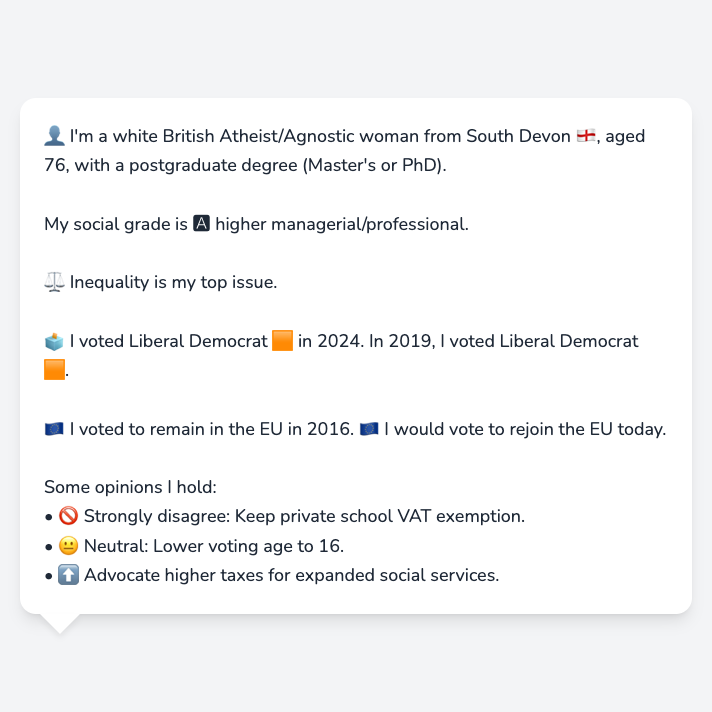 👤 I'm a white British Atheist/Agnostic woman from South Devon 🏴󠁧󠁢󠁥󠁮󠁧󠁿, aged
76, with a postgraduate degree (Master's or PhD).
My social grade is 🅰 higher managerial/professional.
⚖️ Inequality is my top issue.
🗳️ I voted Liberal Democrat 🟧 in 2024. In 2019, I voted Liberal Democrat
🟧.
🇪🇺 I voted to remain in the EU in 2016. 🇪🇺 I would vote to rejoin the EU today.
Some opinions I hold:
• 🚫 Strongly disagree: Keep private school VAT exemption.
• 😐 Neutral: Lower voting age to 16.
• ⬆️ Advocate higher taxes for expanded social services.